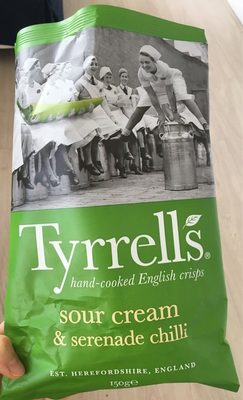 Tyrrells®
hand-cooked English crisps
sour cream
& serenade chilli
EST. HEREFORDSHIRE, ENGLAND
150g℮